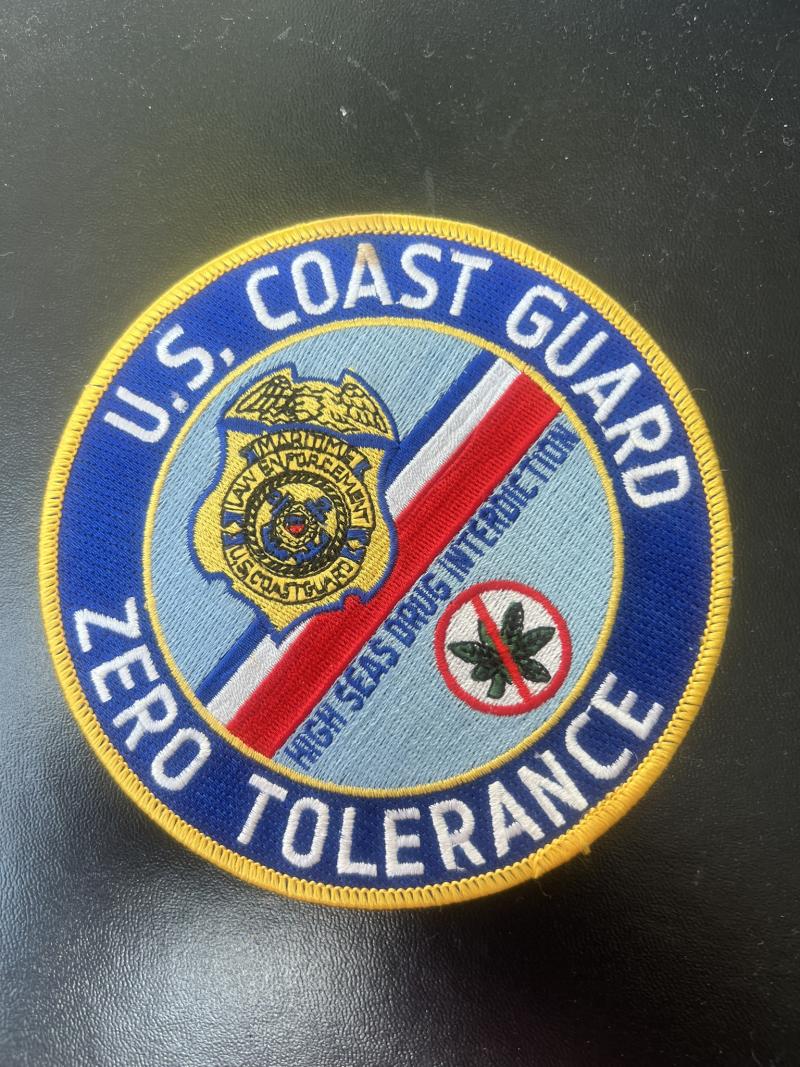 U.S. COAST GUARD
MARITIME
LAW ENFORCEMENT
U.S. COAST GUARD
HIGH SEAS DRUG INTERDICTION
ZERO TOLERANCE